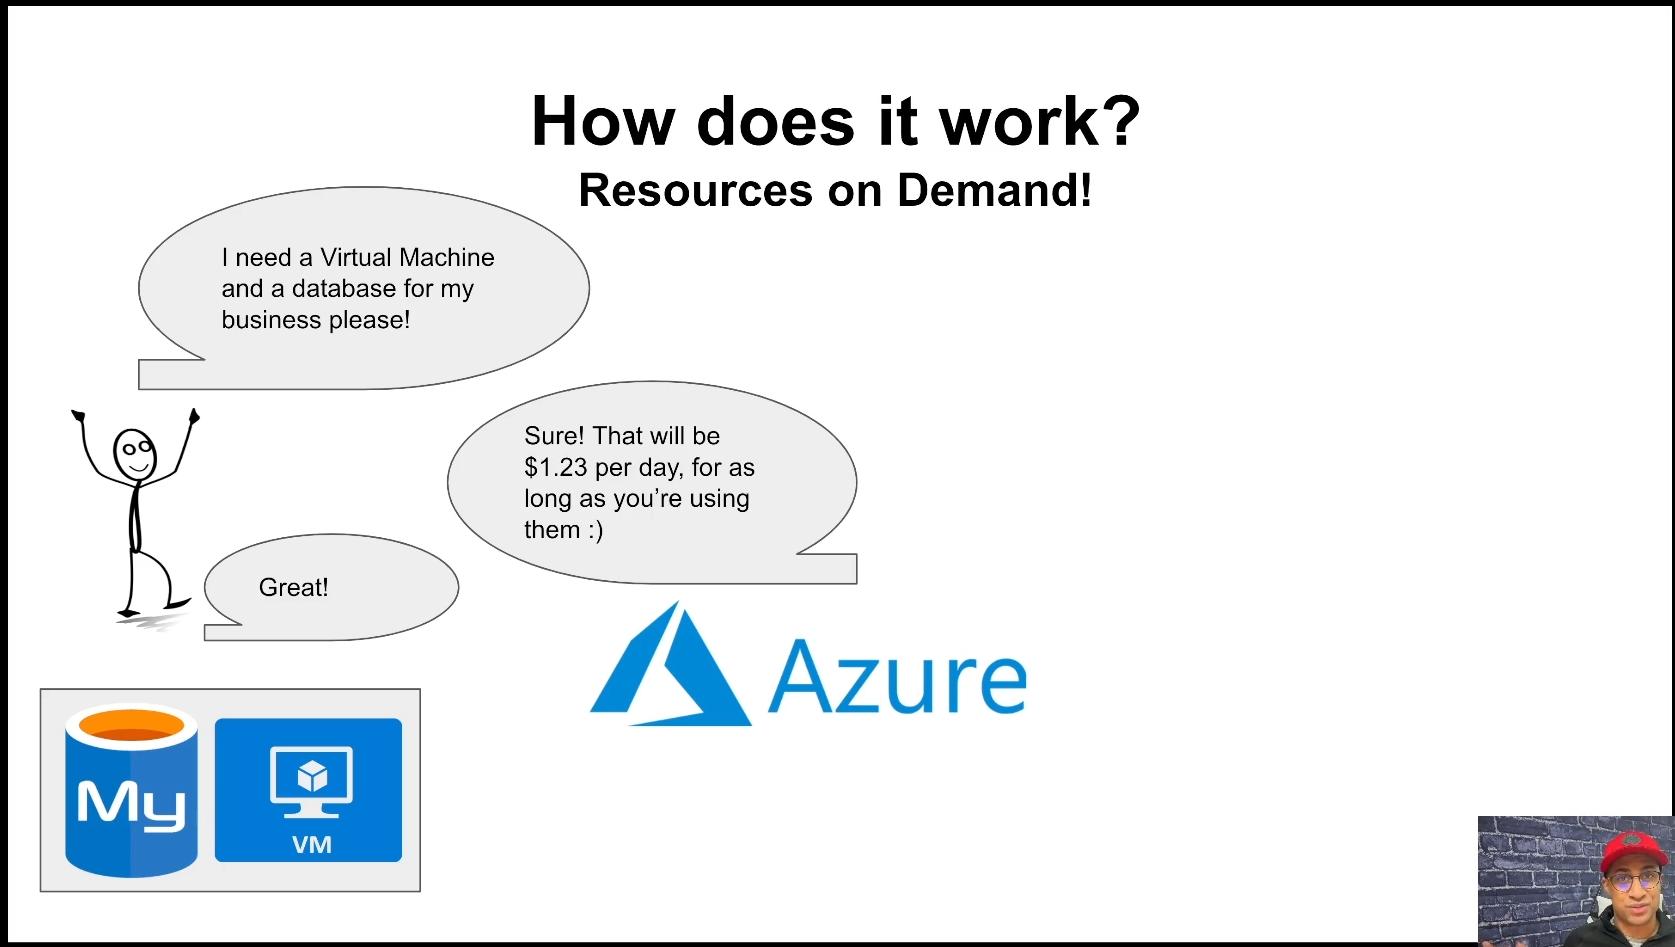 How does it work?
Resources on Demand!
I need a Virtual Machine
and a database for my
business please!
Sure! That will be
$1.23 per day, for as
long as you’re using
them :)
Great!
Azure
My
VM